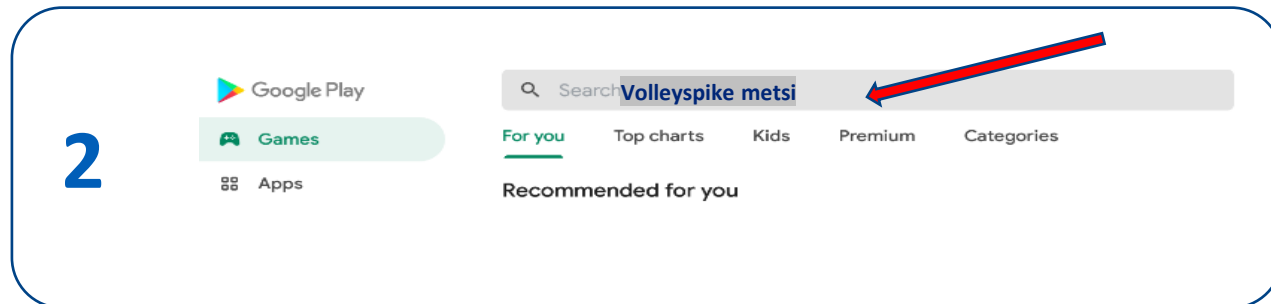 2
Google Play
Search Volleyspike metsi
Games
For you Top charts Kids Premium Categories
Apps
Recommended for you